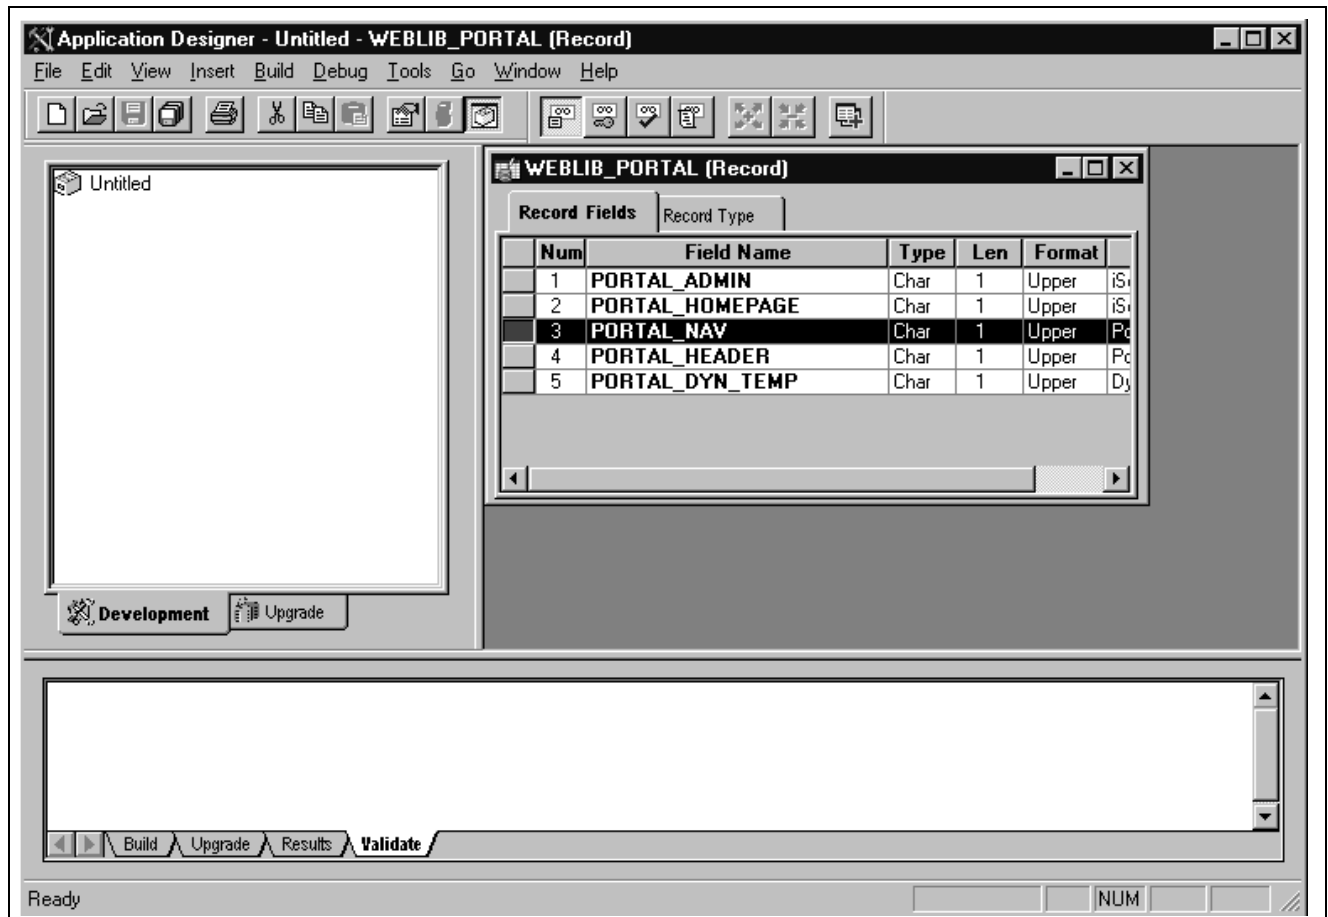 Application Designer - Untitled - WEBLIB_PORTAL (Record)
File Edit View Insert Build Debug Tools Go Window Help
Untitled
WEBLIB_PORTAL (Record)
Record Fields Record Type
Num Field Name Type Len Format
1 PORTAL_ADMIN Char 1 Upper
2 PORTAL_HOMEPAGE Char 1 Upper
3 PORTAL_NAV Char 1 Upper
4 PORTAL_HEADER Char 1 Upper
5 PORTAL_DYN_TEMP Char 1 Upper
Development Upgrade
Build Upgrade Results Validate
Ready NUM